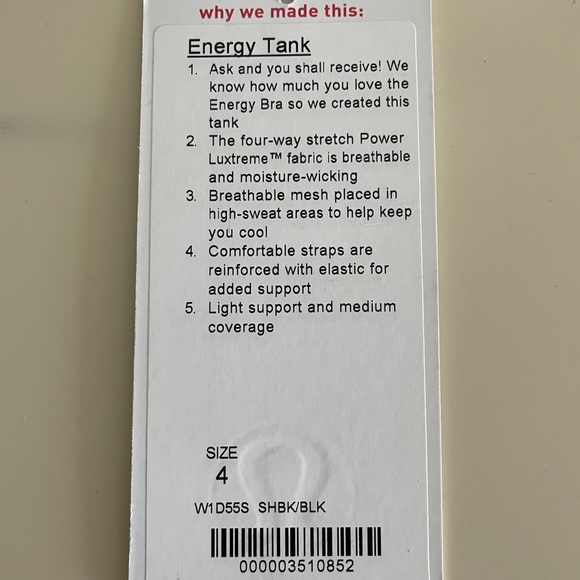 why we made this:
Energy Tank
1. Ask and you shall receive! We
know how much you love the
Energy Bra so we created this
tank
2. The four-way stretch Power
Luxtreme™ fabric is breathable
and moisture-wicking
3. Breathable mesh placed in
high-sweat areas to help keep
you cool
4. Comfortable straps are
reinforced with elastic for
added support
5. Light support and medium
coverage
SIZE
4
W1D55S SHBK/BLK
000003510852